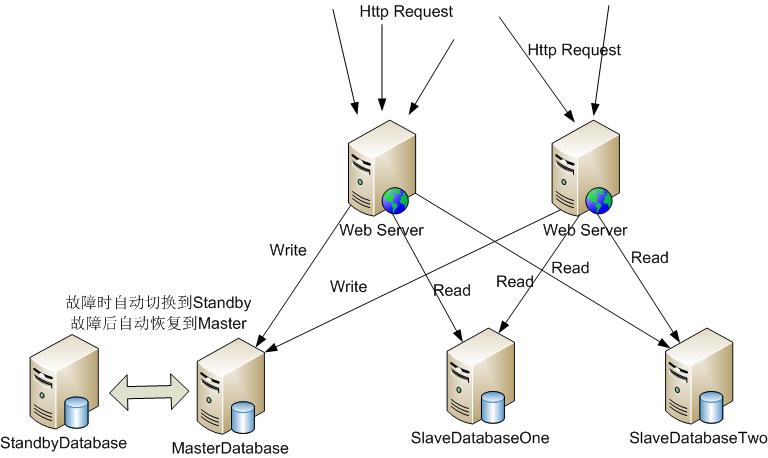 Http Request
Http Request
Web Server
Web Server
Write
Write
Read
Read
Read
Read
故障时自动切换到Standby
故障后自动恢复到Master
StandbyDatabase
MasterDatabase
SlaveDatabaseOne
SlaveDatabaseTwo